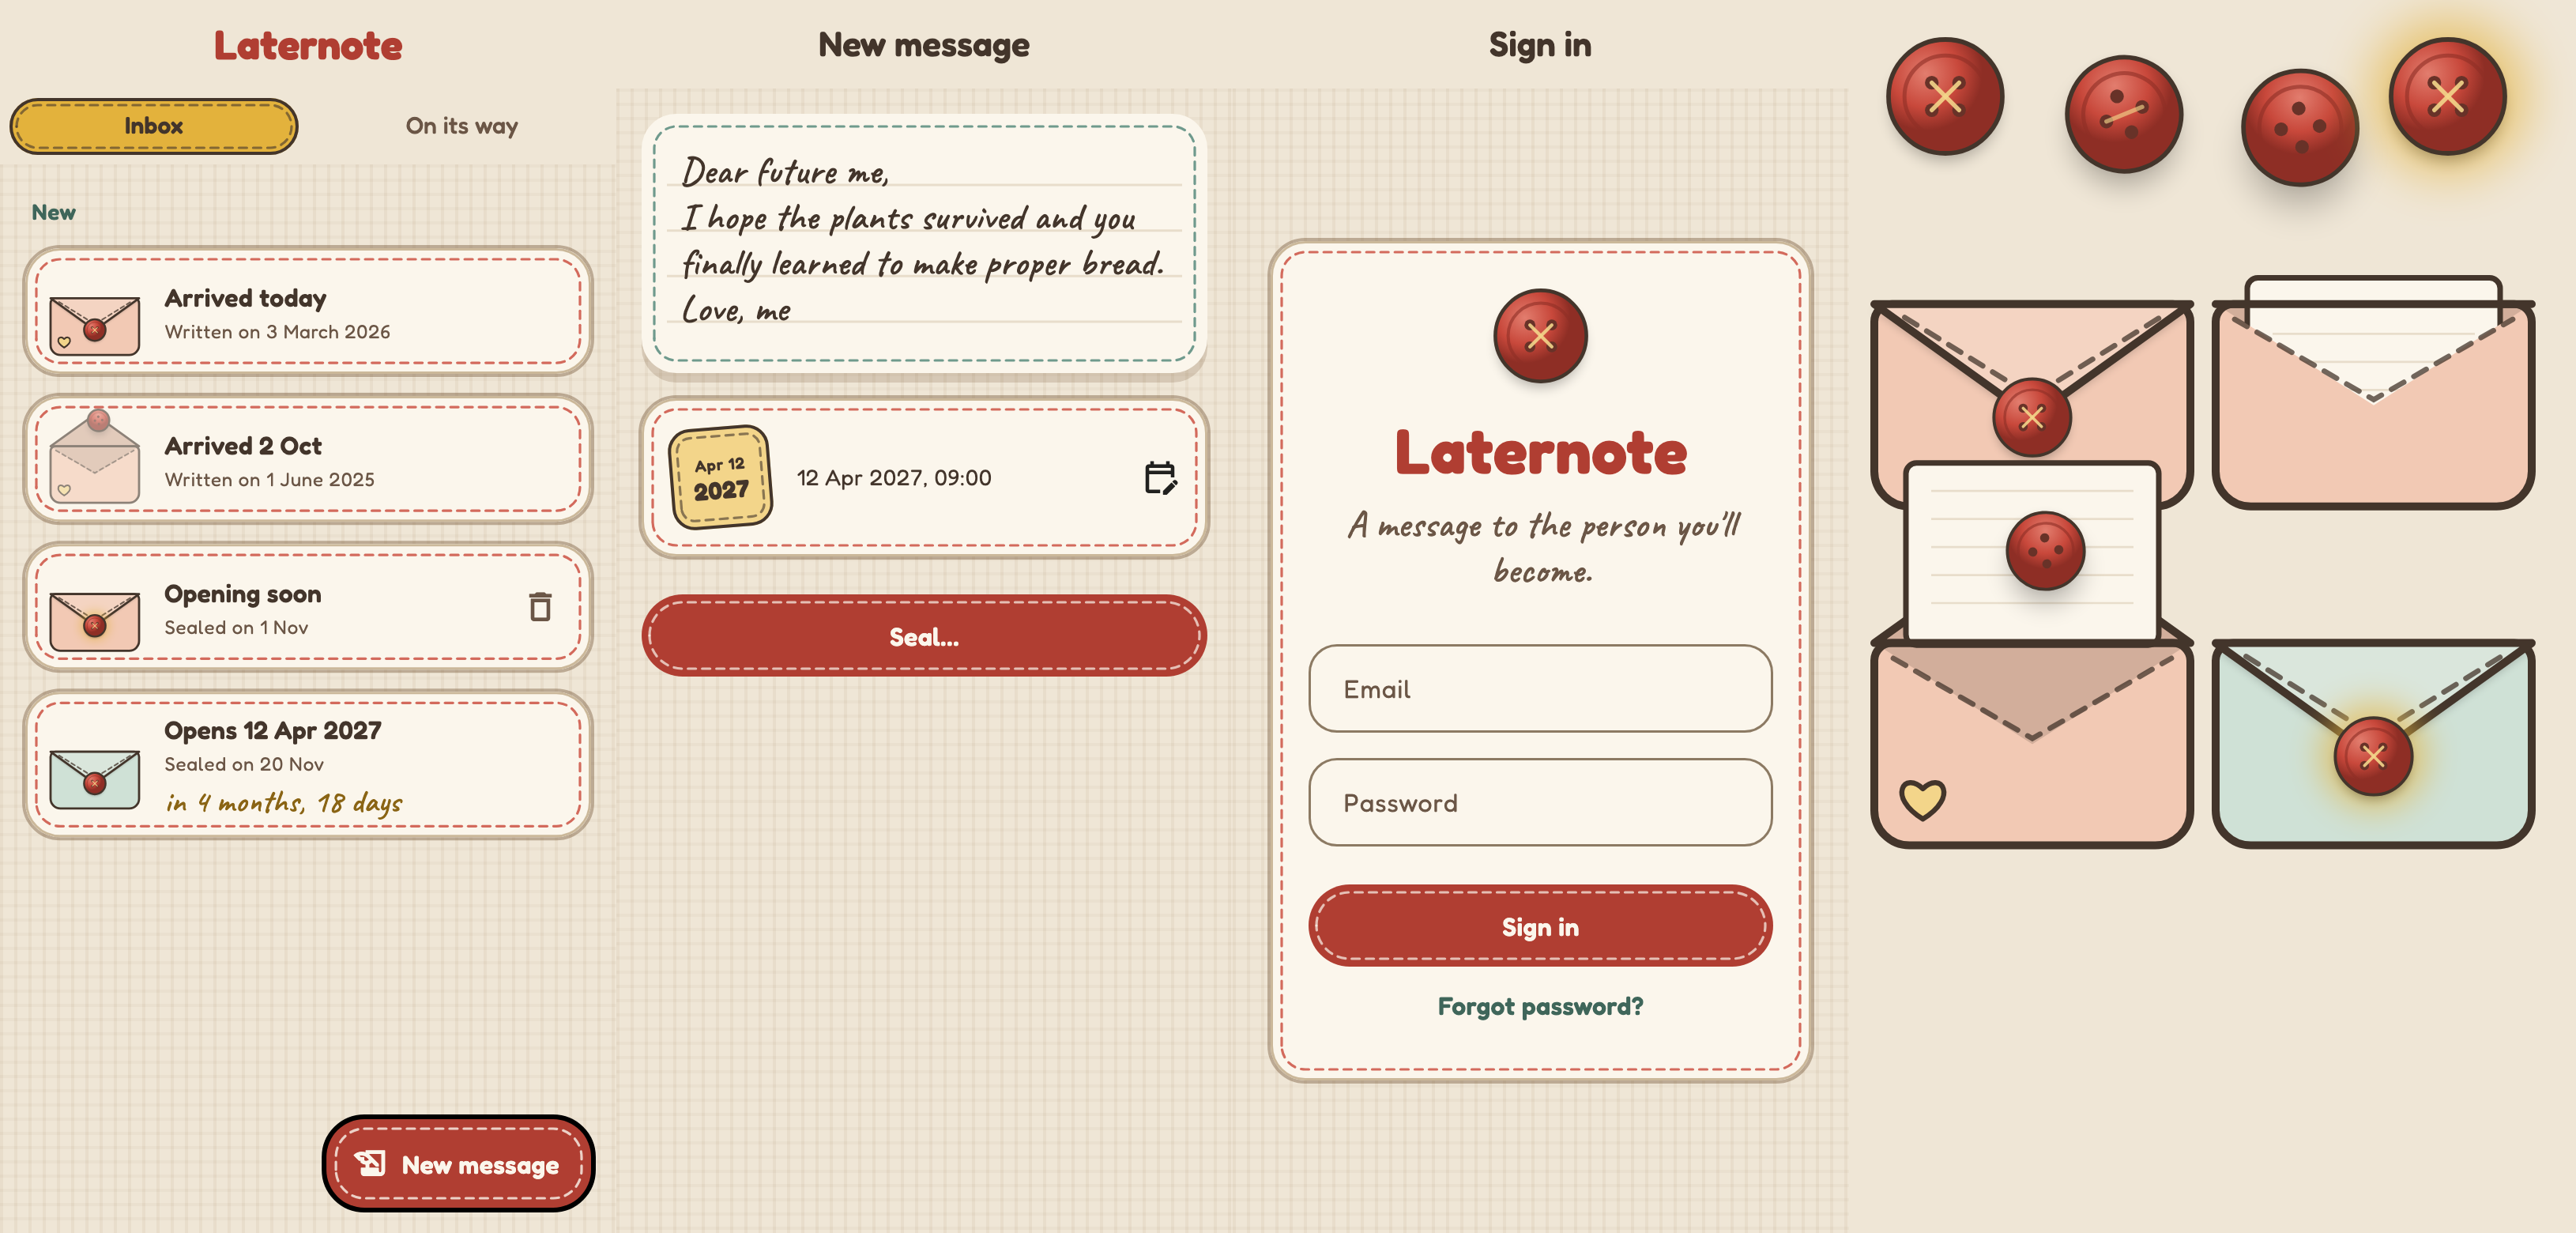 Laternote
Inbox
On its way
New
Arrived today
Written on 3 March 2026
Arrived 2 Oct
Written on 1 June 2025
Opening soon
Sealed on 1 Nov
Opens 12 Apr 2027
Sealed on 20 Nov
in 4 months, 18 days
New message
New message
Dear future me,
I hope the plants survived and you
finally learned to make proper bread.
Love, me
Apr 12
2027
12 Apr 2027, 09:00
Seal...
Sign in
Laternote
A message to the person you'll
become.
Email
Password
Sign in
Forgot password?